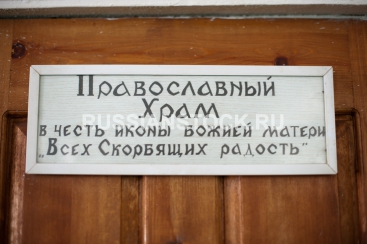 Православный
Храм
в честь иконы Божией матери
„Всех Скорбящих радость"
RUSSIANSTOCK.RU